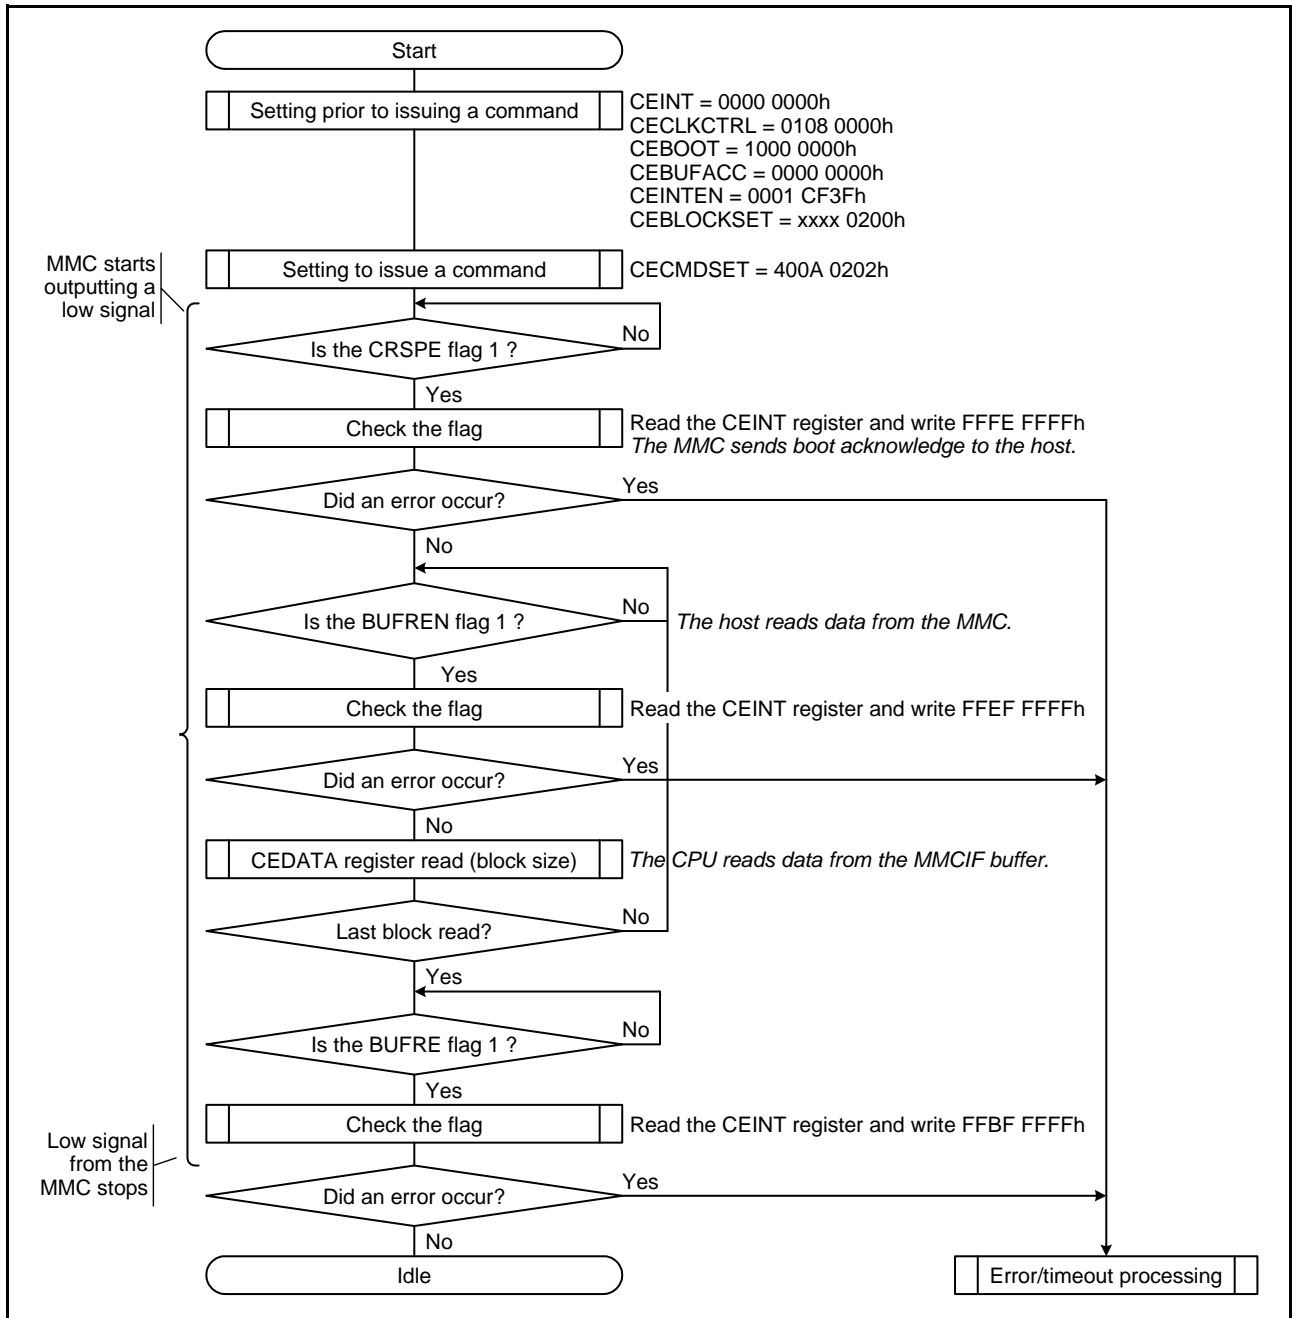 Start
Setting prior to issuing a command
CEINT = 0000 0000h
CECLKCTRL = 0108 0000h
CEBOOT = 1000 0000h
CEBUFACC = 0000 0000h
CEINTEN = 0001 CF3Fh
CEBLOCKSET = xxxx 0200h
MMC starts
outputting a
low signal
Setting to issue a command
CECMDSET = 400A 0202h
Is the CRSPE flag 1 ?
No
Yes
Check the flag
Read the CEINT register and write FFFE FFFFh
The MMC sends boot acknowledge to the host.
Did an error occur?
Yes
No
Is the BUFREN flag 1 ?
No
The host reads data from the MMC.
Yes
Check the flag
Read the CEINT register and write FFEF FFFFh
Did an error occur?
Yes
No
CEDATA register read (block size)
The CPU reads data from the MMCIF buffer.
Last block read?
No
Yes
Is the BUFRE flag 1 ?
No
Yes
Check the flag
Read the CEINT register and write FFBF FFFFh
Low signal
from the
MMC stops
Did an error occur?
Yes
No
Idle
Error/timeout processing